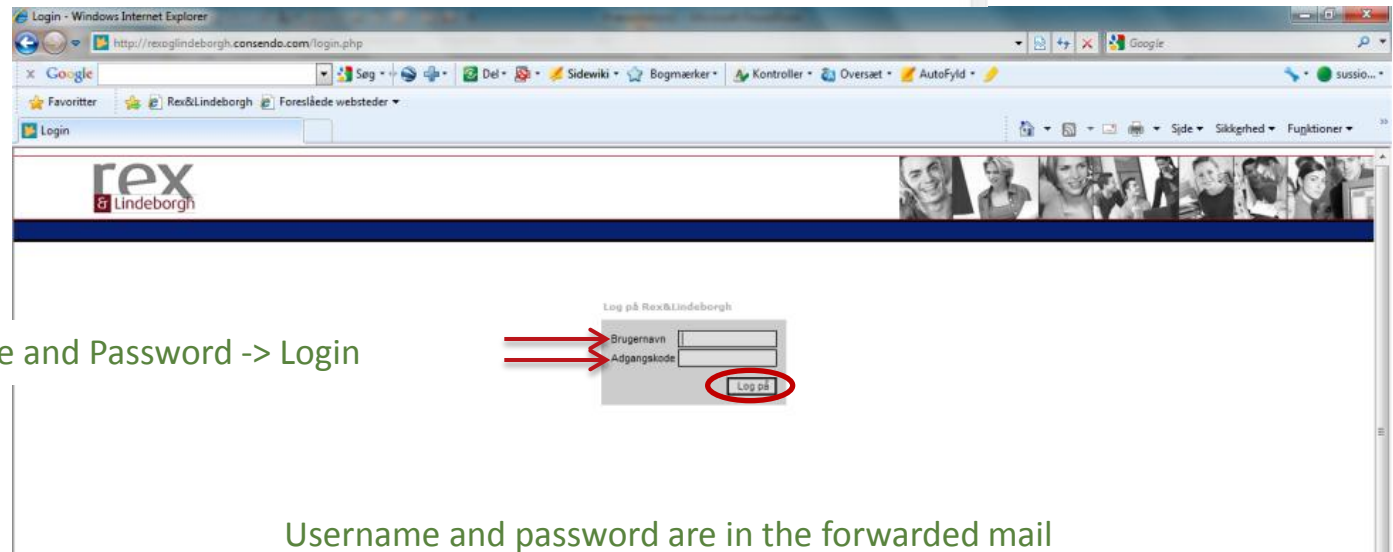 Login - Windows Internet Explorer
http://rexoglindeborgh.consendo.com/login.php
Google
x Google
Søg
Del
Sidewiki
Bogmærker
Kontroller
Oversæt
AutoFyld
sussio...
Favoritter
Rex&Lindeborgh
Foreslåede websteder
Login
Side
Sikkerhed
Funktioner
rex
& Lindeborgh
Log på Rex&Lindeborgh
Brugernavn
e and Password -> Login
Adgangskode
Log på
Username and password are in the forwarded mail